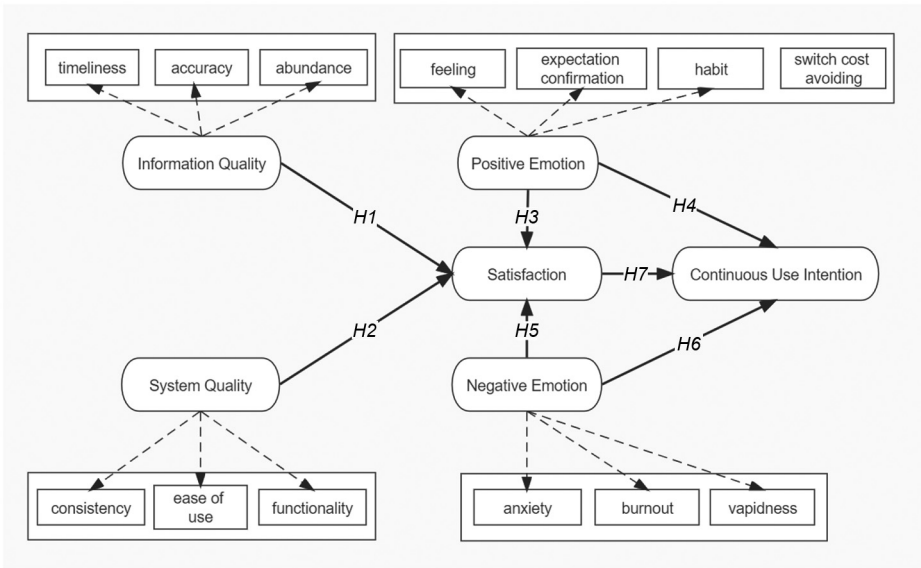 timeliness
accuracy
abundance
feeling
expectation
confirmation
habit
switch cost
avoiding
Information Quality
Positive Emotion
H1
H3
H4
Satisfaction
H7
Continuous Use Intention
H2
H5
H6
System Quality
Negative Emotion
consistency
ease of
use
functionality
anxiety
burnout
vapidness